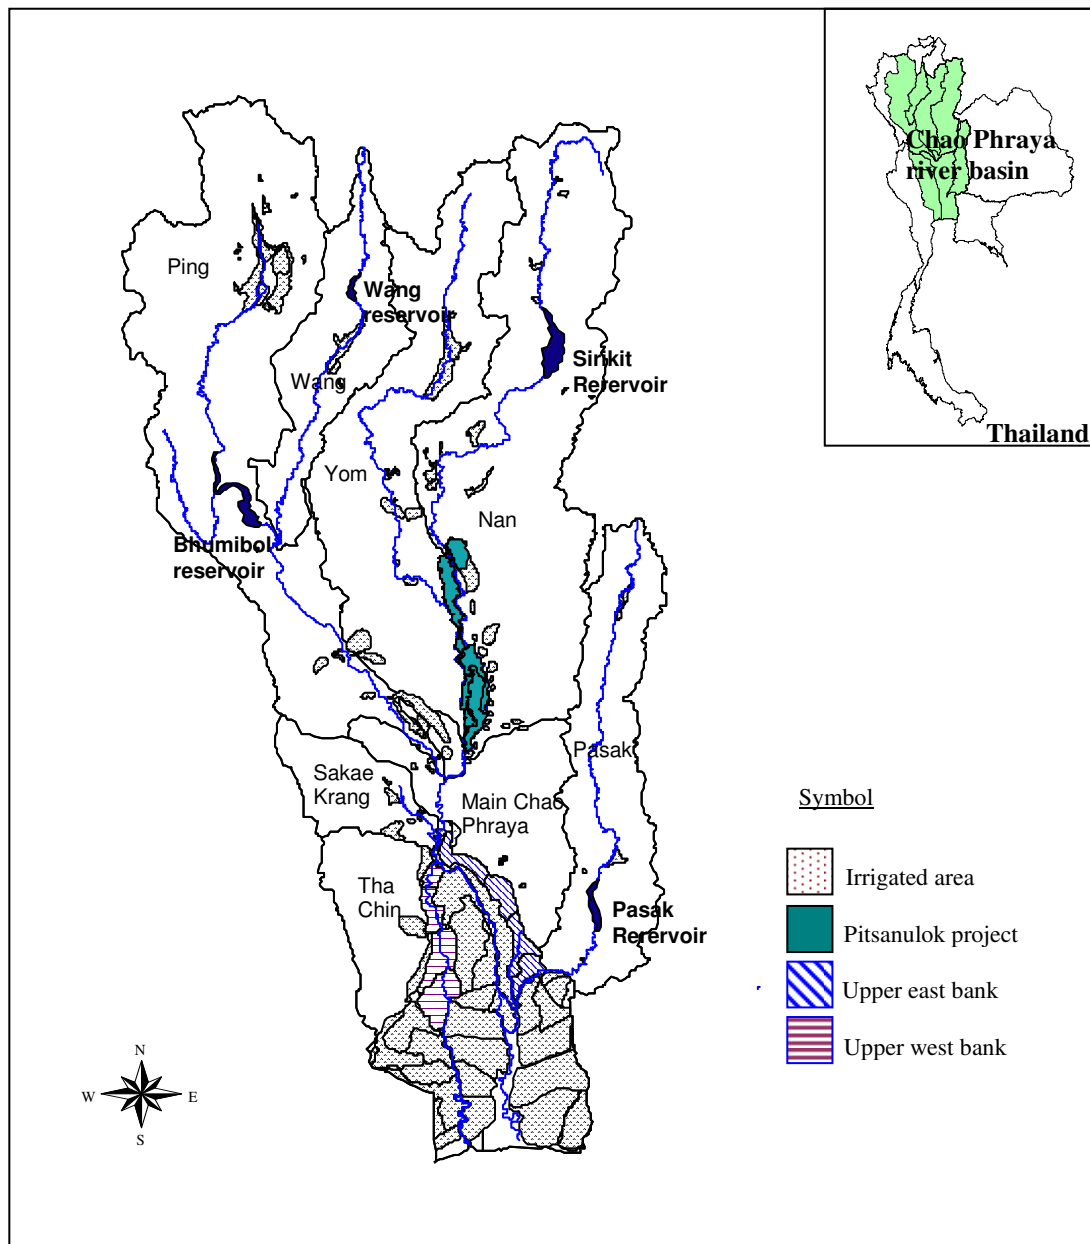 Chao Phraya
river basin
Thailand
Ping
Wang
reservoir
Wang
Sirikit
Rerervoir
Yom
Nan
Bhumibol
reservoir
Pasak
Sakae
Krang
Main Chao
Phraya
Tha
Chin
Pasak
Rerervoir
Symbol
Irrigated area
Pitsanulok project
Upper east bank
Upper west bank
N
W
E
S